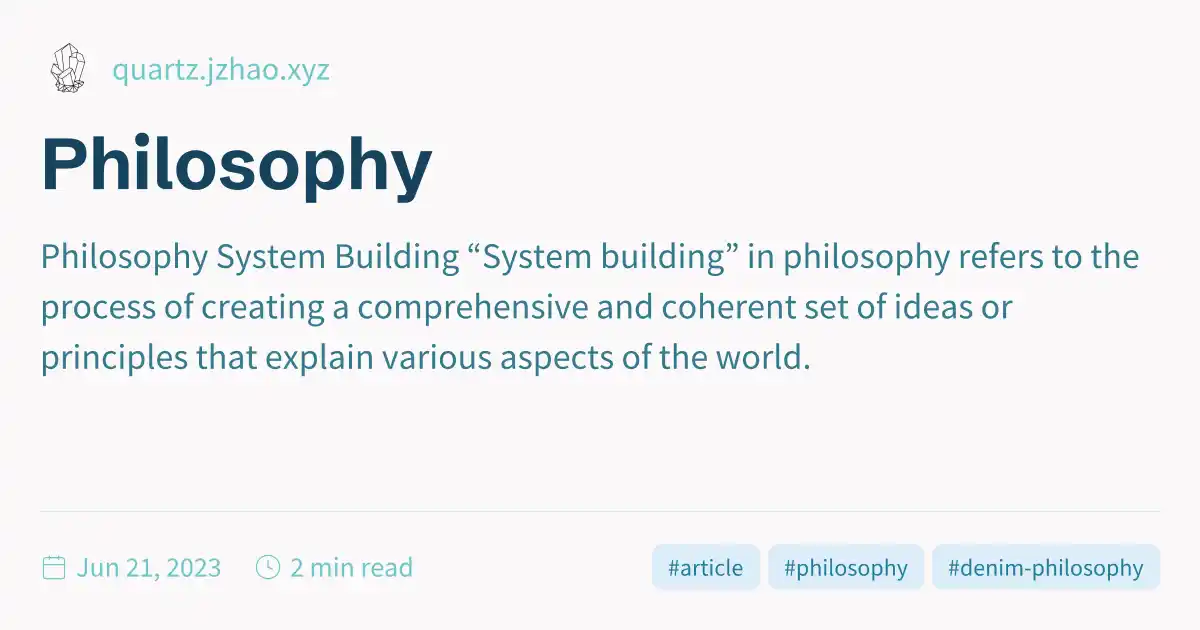 quartz.jzhao.xyz
Philosophy
Philosophy System Building “System building” in philosophy refers to the
process of creating a comprehensive and coherent set of ideas or
principles that explain various aspects of the world.
Jun 21, 2023 2 min read #article #philosophy #denim-philosophy